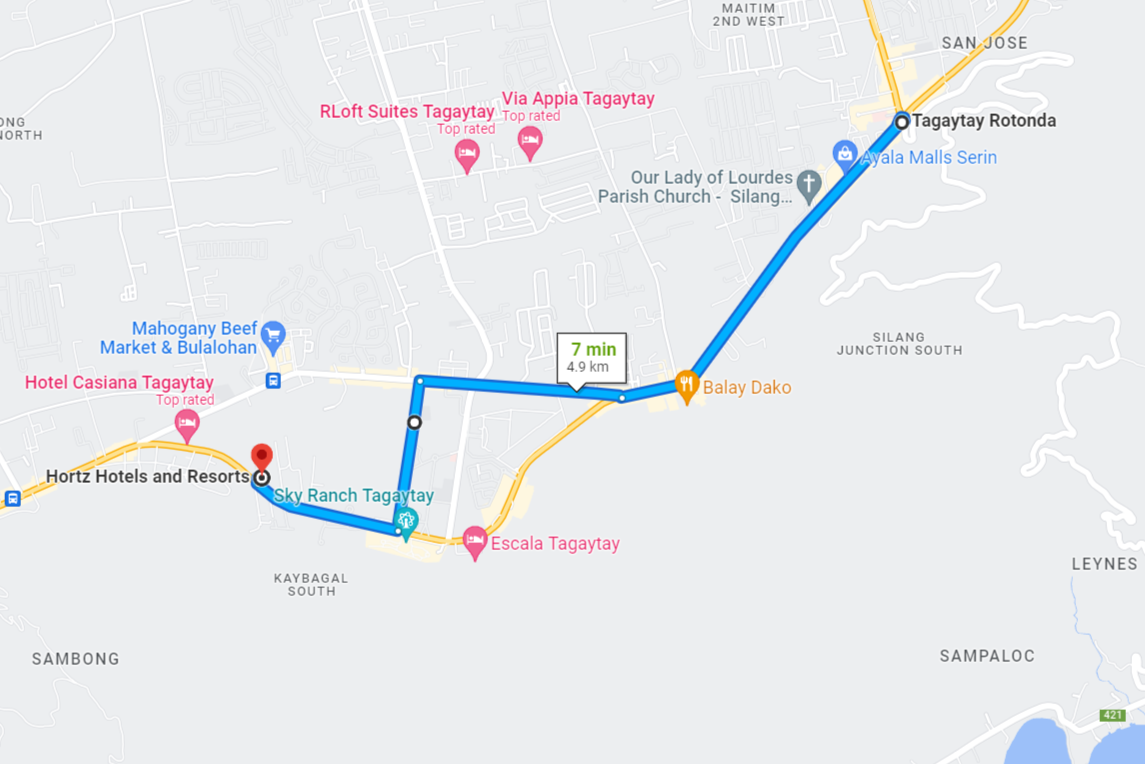 MAITIM
2ND WEST
SAN JOSE
ONG
NORTH
RLoft Suites Tagaytay
Top rated
Via Appia Tagaytay
Top rated
Tagaytay Rotonda
Ayala Malls Serin
Our Lady of Lourdes
Parish Church - Silang...
Mahogany Beef
Market & Bulalohan
7 min
4.9 km
SILANG
JUNCTION SOUTH
Hotel Casiana Tagaytay
Top rated
Balay Dako
Hortz Hotels and Resorts
Sky Ranch Tagaytay
Escala Tagaytay
KAYBAGAL
SOUTH
LEYNES
SAMBONG
SAMPALOC
421